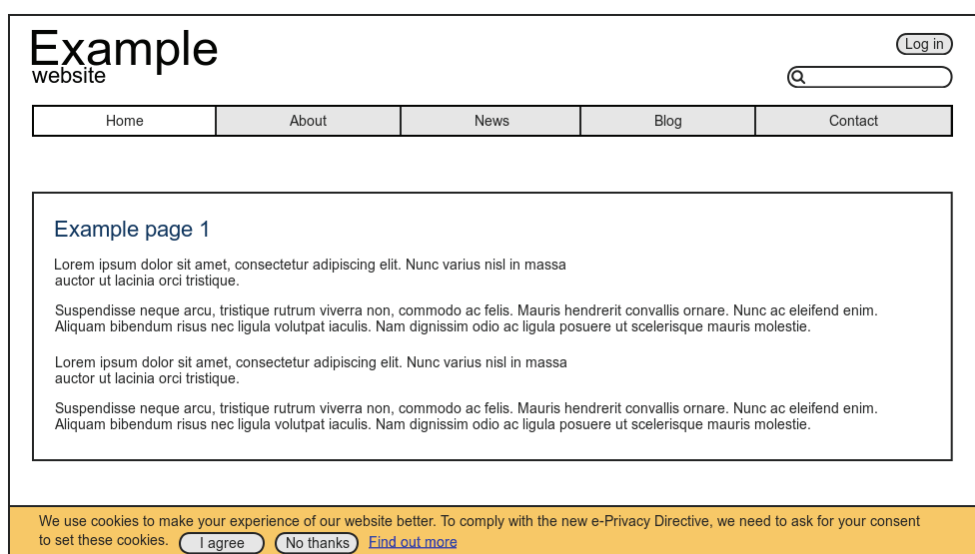 Example
website
Log in
Home About News Blog Contact
Example page 1
Lorem ipsum dolor sit amet, consectetur adipiscing elit. Nunc varius nisl in massa
auctor ut lacinia orci tristique.
Suspendisse neque arcu, tristique rutrum viverra non, commodo ac felis. Mauris hendrerit convallis ornare. Nunc ac eleifend enim.
Aliquam bibendum risus nec ligula volutpat iaculis. Nam dignissim odio ac ligula posuere ut scelerisque mauris molestie.
Lorem ipsum dolor sit amet, consectetur adipiscing elit. Nunc varius nisl in massa
auctor ut lacinia orci tristique.
Suspendisse neque arcu, tristique rutrum viverra non, commodo ac felis. Mauris hendrerit convallis ornare. Nunc ac eleifend enim.
Aliquam bibendum risus nec ligula volutpat iaculis. Nam dignissim odio ac ligula posuere ut scelerisque mauris molestie.
We use cookies to make your experience of our website better. To comply with the new e-Privacy Directive, we need to ask for your consent
to set these cookies. I agree No thanks Find out more